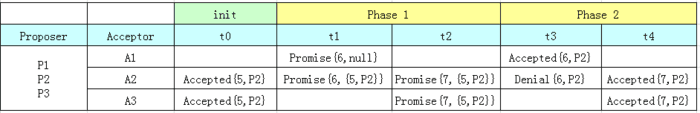 init Phase 1 Phase 2
Proposer Acceptor t0 t1 t2 t3 t4
P1
P2
P3
A1 Promise{6,null} Accepted{6,P2}
A2 Accepted{5,P2} Promise{6, {5,P2}} Promise{7, {5,P2}} Denial{6,P2} Accepted{7,P2}
A3 Accepted{5,P2} Promise{7, {5,P2}} Accepted{7,P2}